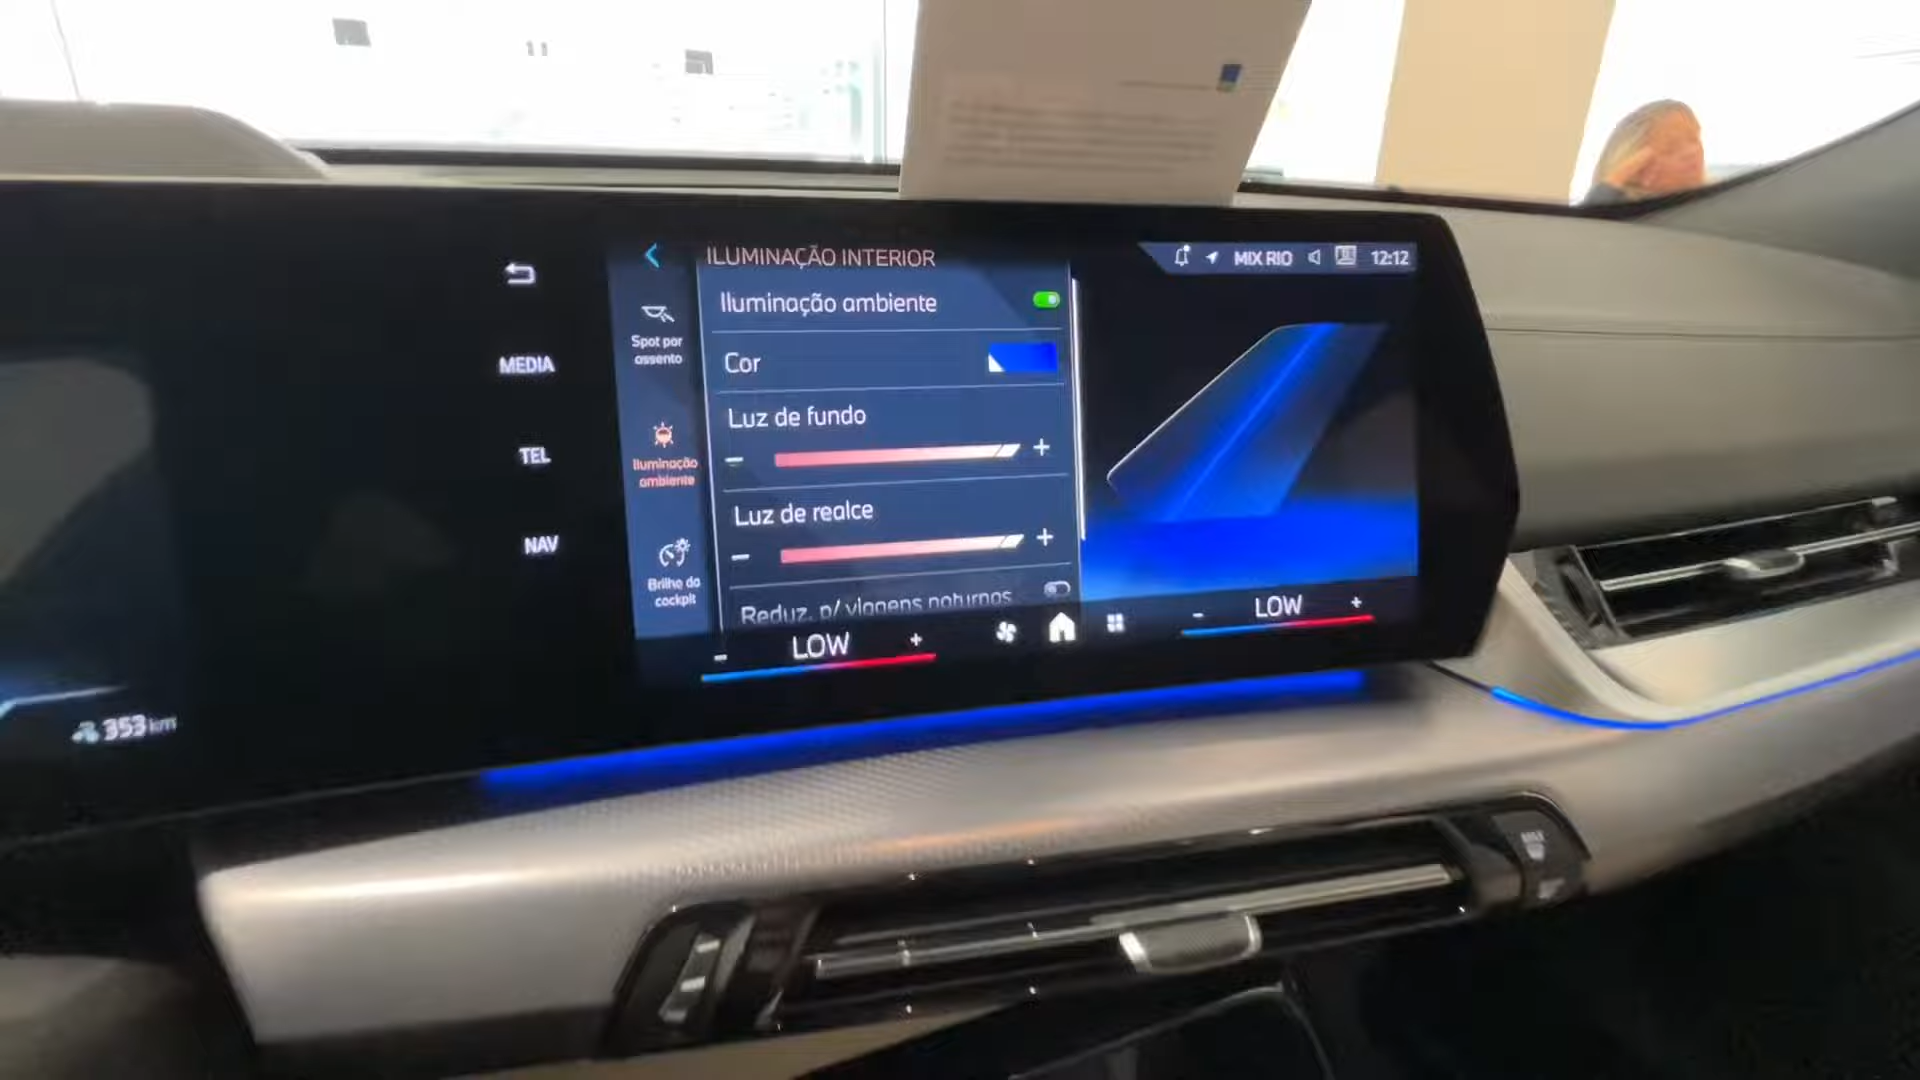 MEDIA
TEL
NAV
353 km
ILUMINAÇÃO INTERIOR
Spot por
assento
Iluminação
ambiente
Brilho do
cockpit
Iluminação ambiente
Cor
Luz de fundo
Luz de realce
Reduz. p/ viagens noturnas
MIX RIO
12:12
- LOW +
- LOW +